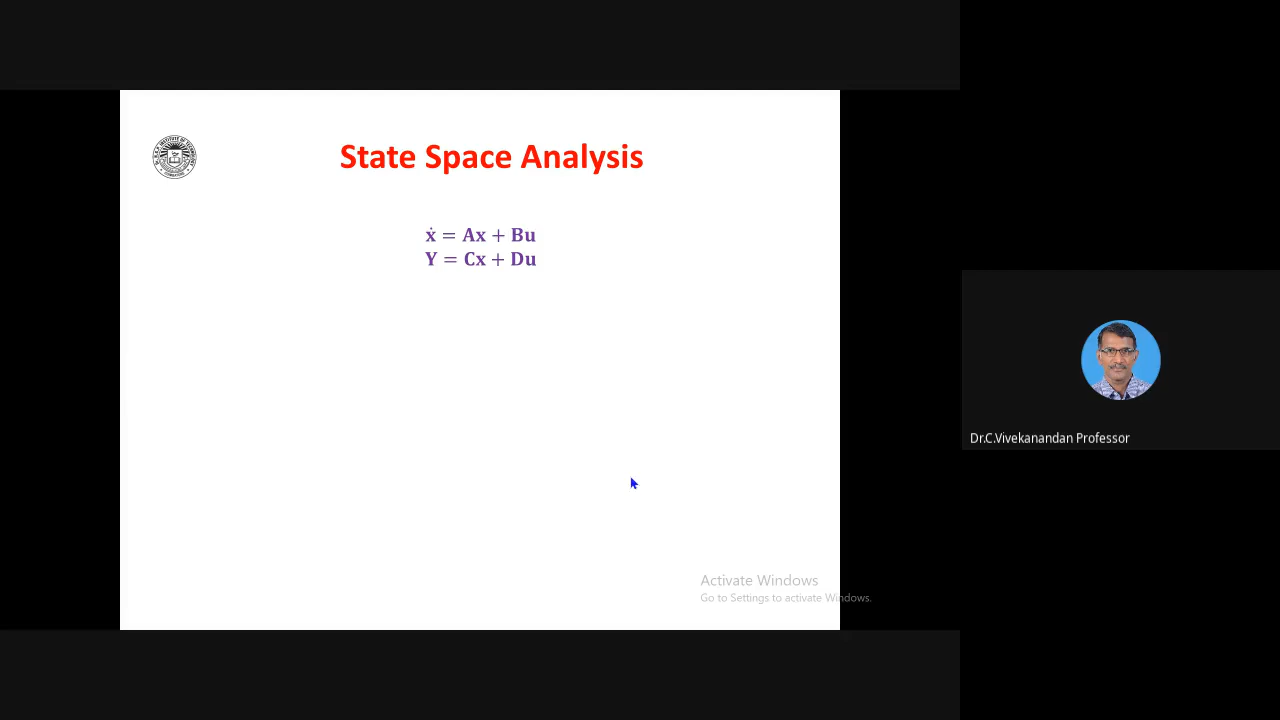 State Space Analysis
ẋ = Ax + Bu
Y = Cx + Du
Dr.C.Vivekanandan Professor
Activate Windows
Go to Settings to activate Windows.